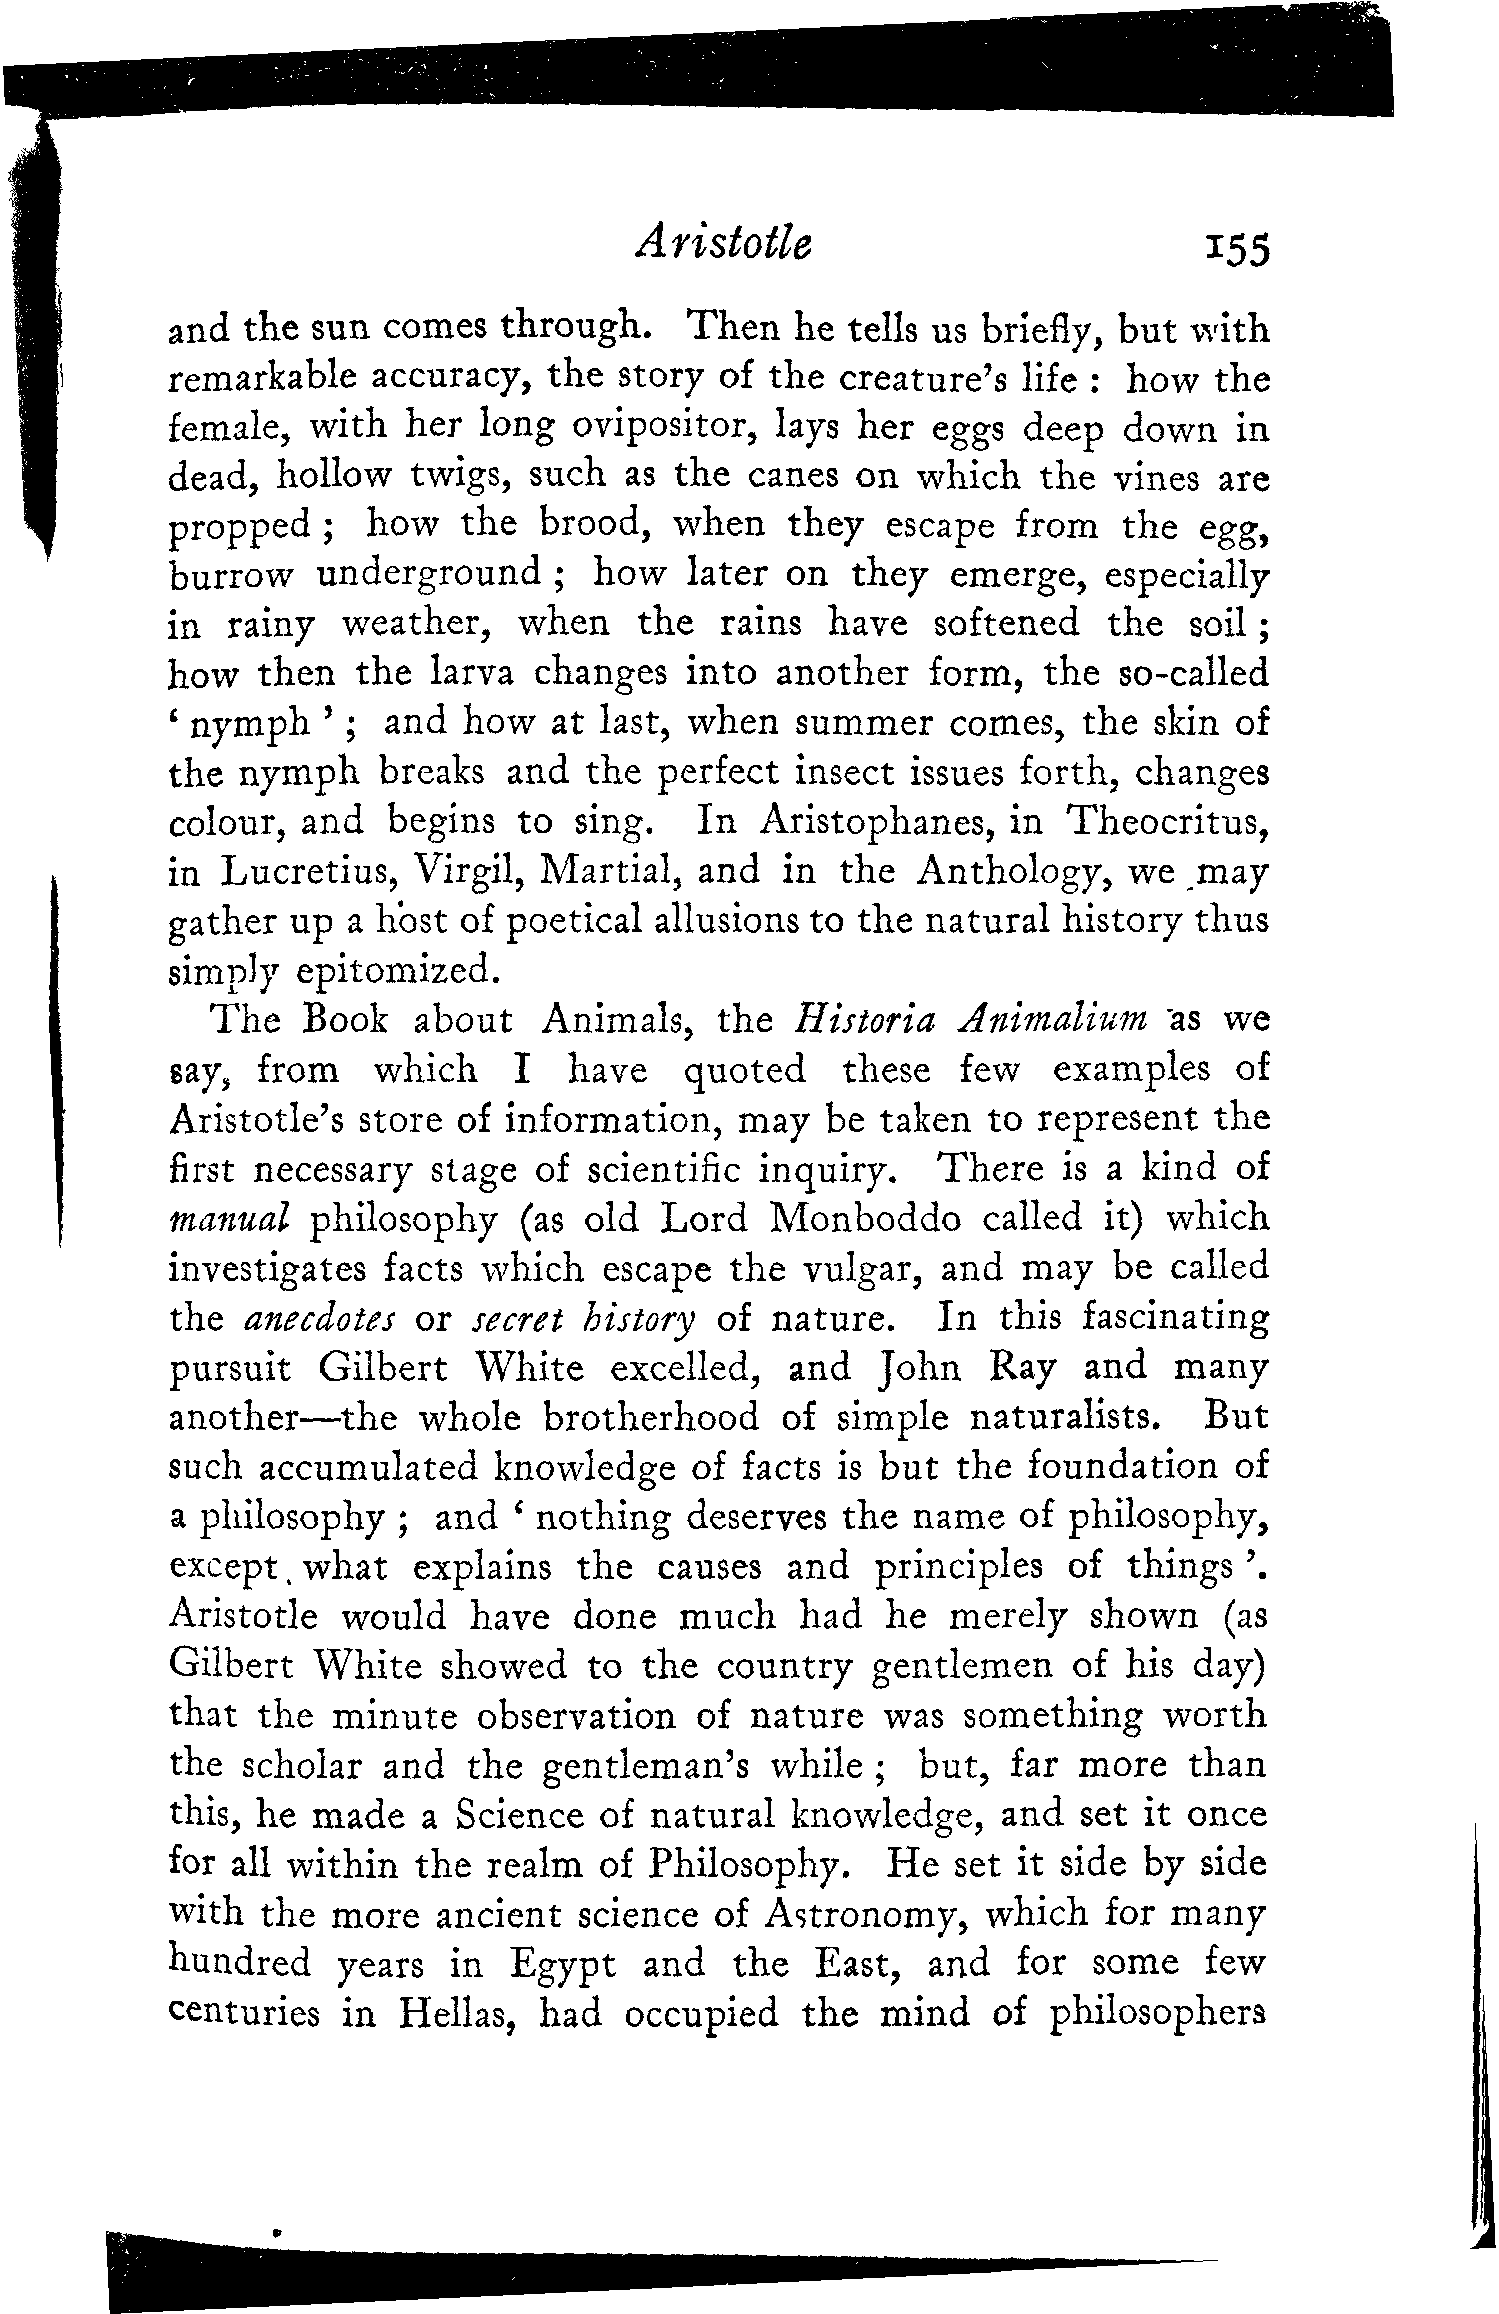 Aristotle 155
and the sun comes through. Then he tells us briefly, but with
remarkable accuracy, the story of the creature's life : how the
female, with her long ovipositor, lays her eggs deep down in
dead, hollow twigs, such as the canes on which the vines are
propped ; how the brood, when they escape from the egg,
burrow underground ; how later on they emerge, especially
in rainy weather, when the rains have softened the soil ;
how then the larva changes into another form, the so-called
‘ nymph ’ ; and how at last, when summer comes, the skin of
the nymph breaks and the perfect insect issues forth, changes
colour, and begins to sing. In Aristophanes, in Theocritus,
in Lucretius, Virgil, Martial, and in the Anthology, we may
gather up a host of poetical allusions to the natural history thus
simply epitomized.
The Book about Animals, the Historia Animalium as we
say, from which I have quoted these few examples of
Aristotle's store of information, may be taken to represent the
first necessary stage of scientific inquiry. There is a kind of
manual philosophy (as old Lord Monboddo called it) which
investigates facts which escape the vulgar, and may be called
the anecdotes or secret history of nature. In this fascinating
pursuit Gilbert White excelled, and John Ray and many
another—the whole brotherhood of simple naturalists. But
such accumulated knowledge of facts is but the foundation of
a philosophy ; and ‘ nothing deserves the name of philosophy,
except what explains the causes and principles of things ’.
Aristotle would have done much had he merely shown (as
Gilbert White showed to the country gentlemen of his day)
that the minute observation of nature was something worth
the scholar and the gentleman's while ; but, far more than
this, he made a Science of natural knowledge, and set it once
for all within the realm of Philosophy. He set it side by side
with the more ancient science of Astronomy, which for many
hundred years in Egypt and the East, and for some few
centuries in Hellas, had occupied the mind of philosophers